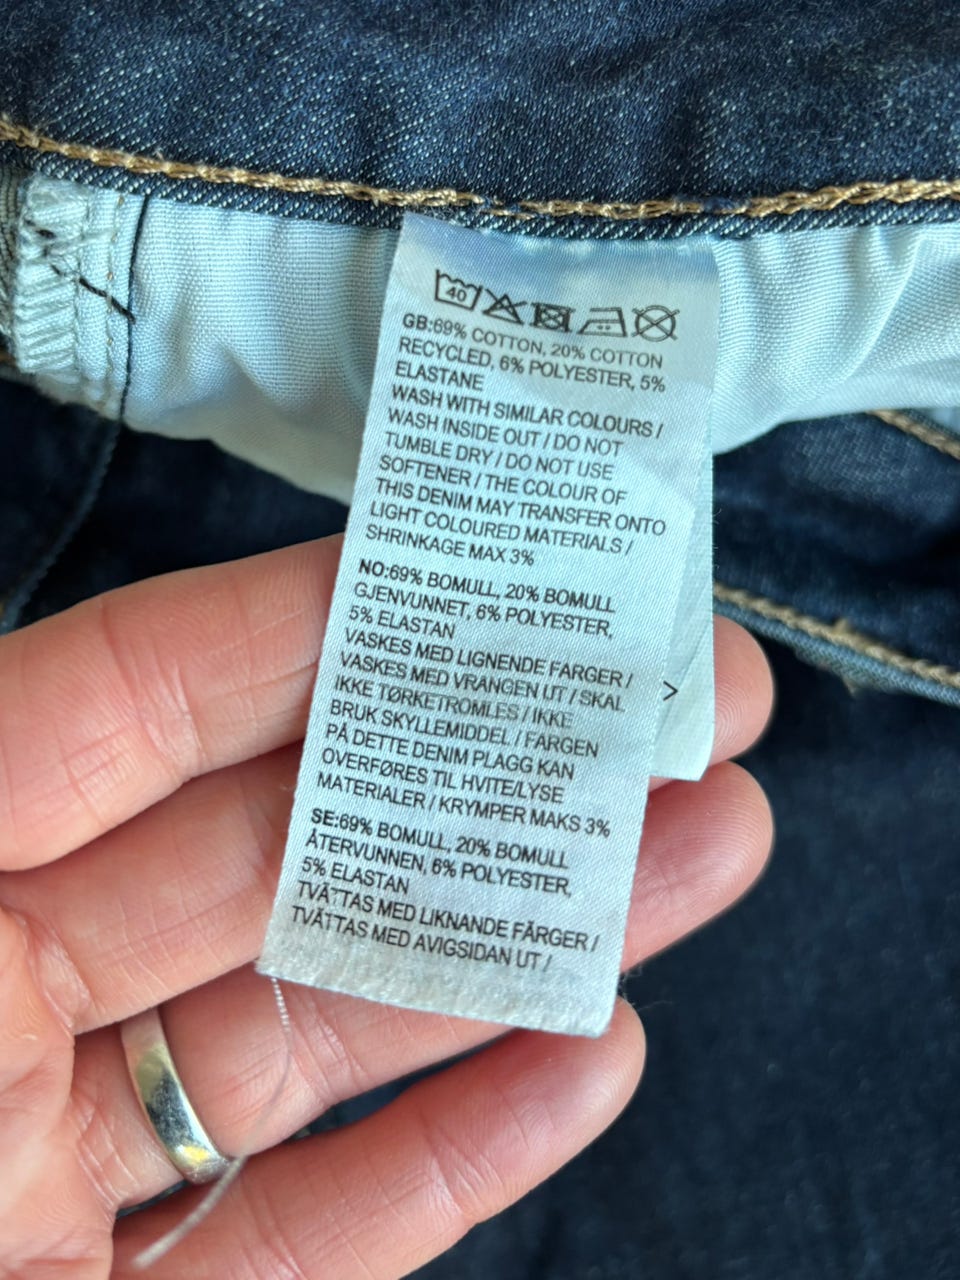 40
GB:69% COTTON, 20% COTTON
RECYCLED, 6% POLYESTER, 5%
ELASTANE
WASH WITH SIMILAR COLOURS /
WASH INSIDE OUT / DO NOT
TUMBLE DRY / DO NOT USE
SOFTENER / THE COLOUR OF
THIS DENIM MAY TRANSFER ONTO
LIGHT COLOURED MATERIALS /
SHRINKAGE MAX 3%
NO:69% BOMULL, 20% BOMULL
GJENVUNNET, 6% POLYESTER,
5% ELASTAN
VASKES MED LIGNENDE FARGER /
VASKES MED VRANGEN UT / SKAL
IKKE TØRKETROMLES / IKKE
BRUK SKYLLEMIDDEL / FARGEN
PÅ DETTE DENIM PLAGG KAN
OVERFØRES TIL HVITE/LYSE
MATERIALER / KRYMPER MAKS 3%
SE:69% BOMULL, 20% BOMULL
ÅTERVUNNEN, 6% POLYESTER,
5% ELASTAN
TVÄTTAS MED LIKNANDE FÄRGER /
TVÄTTAS MED AVIGSIDAN UT /